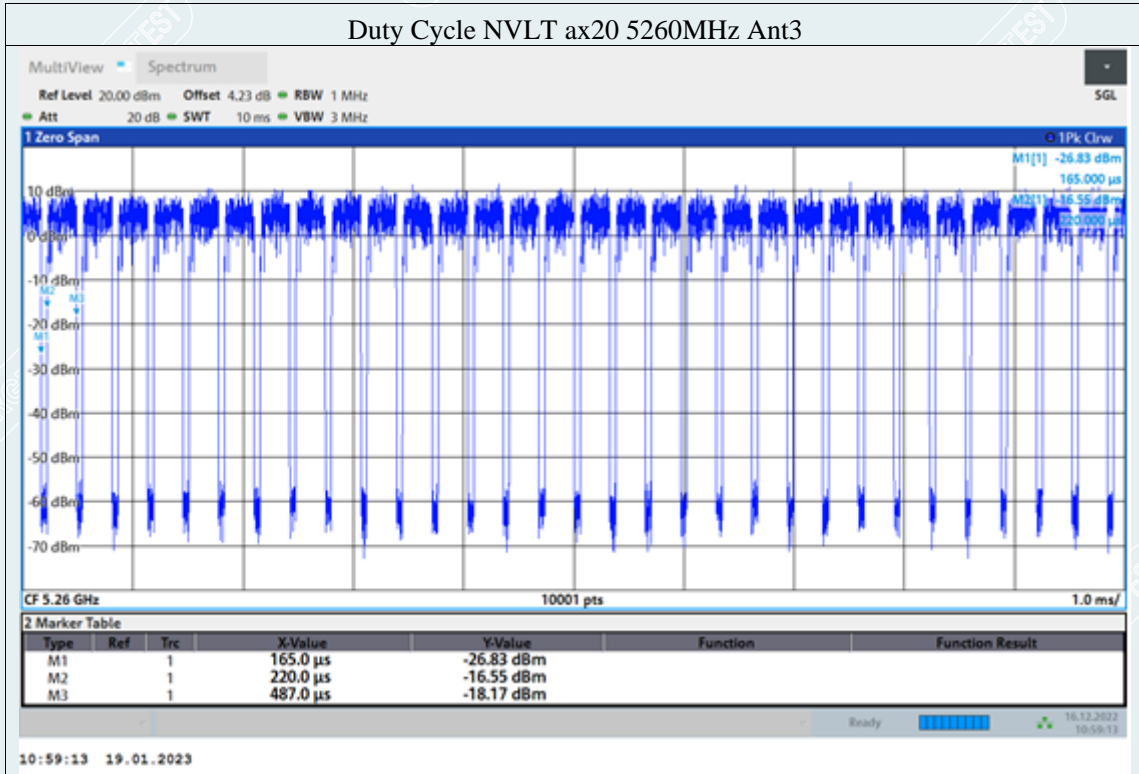 Duty Cycle NVLT ax20 5260MHz Ant3
MultiView Spectrum
Ref Level 20.00 dBm Offset 4.23 dB RBW 1 MHz SGL
Att 20 dB SWT 10 ms VBW 3 MHz
1 Zero Span 1Pk Clrw
M1[1] -26.83 dBm
165.000 µs
10 dBm M2[1] -16.55 dBm
220.000 µs
0 dBm
-10 dBm
M2
M3
-20 dBm
M1
-30 dBm
-40 dBm
-50 dBm
-60 dBm
-70 dBm
CF 5.26 GHz 10001 pts 1.0 ms/
2 Marker Table
Type Ref Trc X-Value Y-Value Function Function Result
M1 1 165.0 µs -26.83 dBm
M2 1 220.0 µs -16.55 dBm
M3 1 487.0 µs -18.17 dBm
Ready 16.12.2022
10:59:13
10:59:13 19.01.2023